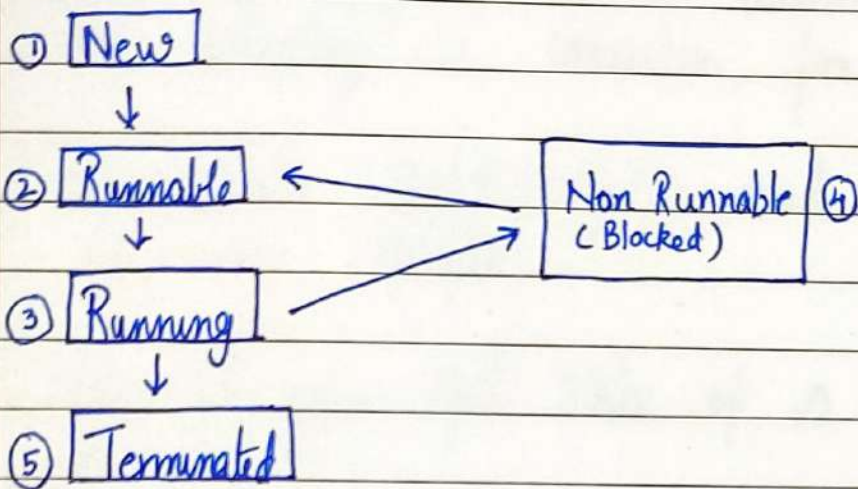 ① New
② Runnable
Non Runnable ④
(Blocked)
③ Running
⑤ Terminated